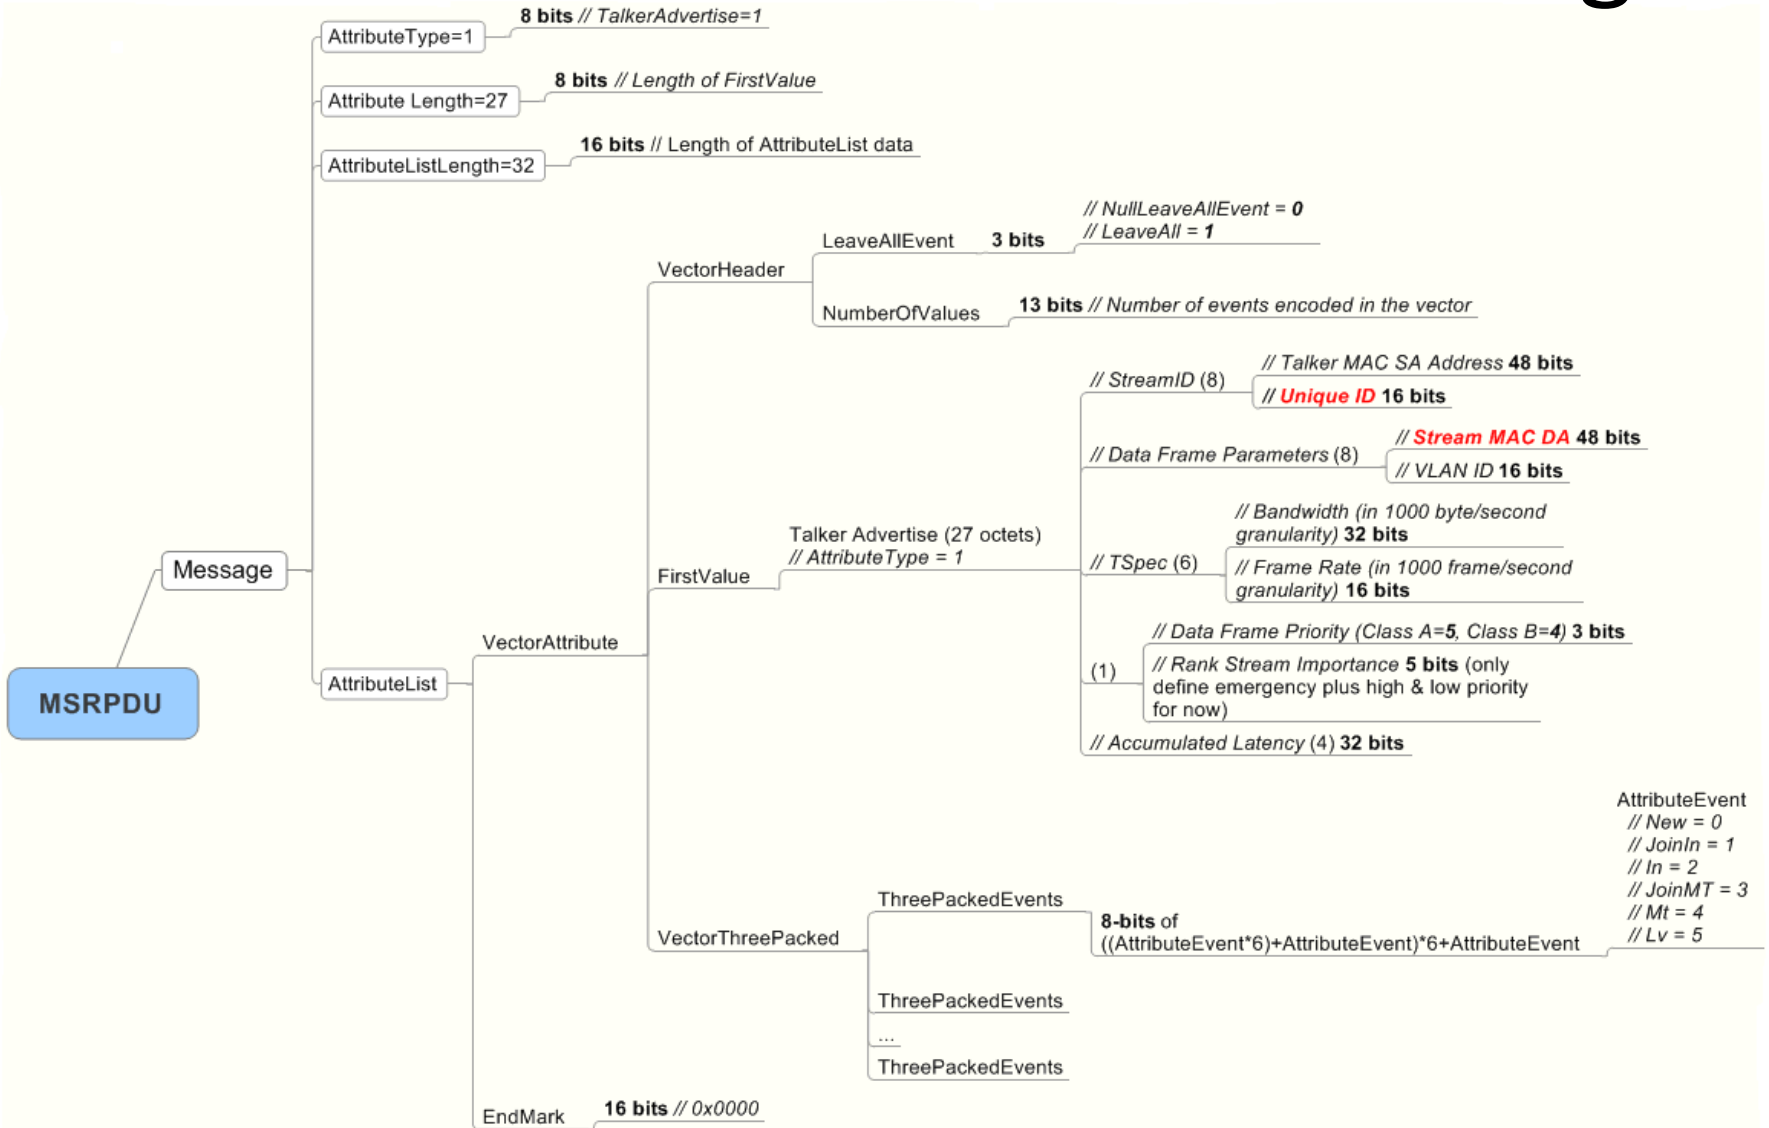 8 bits // TalkerAdvertise=1
AttributeType=1
8 bits // Length of FirstValue
Attribute Length=27
16 bits // Length of AttributeList data
AttributeListLength=32
// NullLeaveAllEvent = 0
// LeaveAll = 1
LeaveAllEvent 3 bits
VectorHeader
NumberOfValues 13 bits // Number of events encoded in the vector
// StreamID (8)
// Talker MAC SA Address 48 bits
// Unique ID 16 bits
// Data Frame Parameters (8)
// Stream MAC DA 48 bits
// VLAN ID 16 bits
Talker Advertise (27 octets)
// AttributeType = 1
FirstValue
// TSpec (6)
// Bandwidth (in 1000 byte/second
granularity) 32 bits
// Frame Rate (in 1000 frame/second
granularity) 16 bits
Message
(1)
// Data Frame Priority (Class A=5, Class B=4) 3 bits
// Rank Stream Importance 5 bits (only
define emergency plus high & low priority
for now)
// Accumulated Latency (4) 32 bits
VectorAttribute
AttributeList
MSRPDU
AttributeEvent
// New = 0
// JoinIn = 1
// In = 2
// JoinMT = 3
// Mt = 4
// Lv = 5
ThreePackedEvents
8-bits of
((AttributeEvent*6)+AttributeEvent)*6+AttributeEvent
VectorThreePacked
ThreePackedEvents
...
ThreePackedEvents
EndMark 16 bits // 0x0000